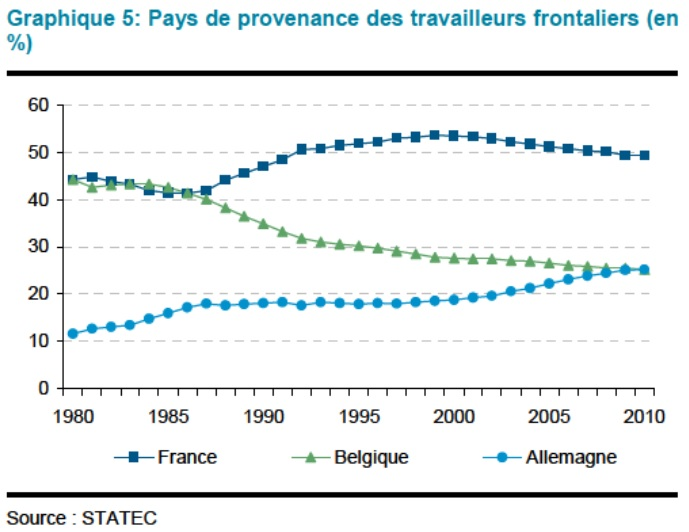 Graphique 5: Pays de provenance des travailleurs frontaliers (en
%)
60
50
40
30
20
10
0
1980 1985 1990 1995 2000 2005 2010
France Belgique Allemagne
Source : STATEC